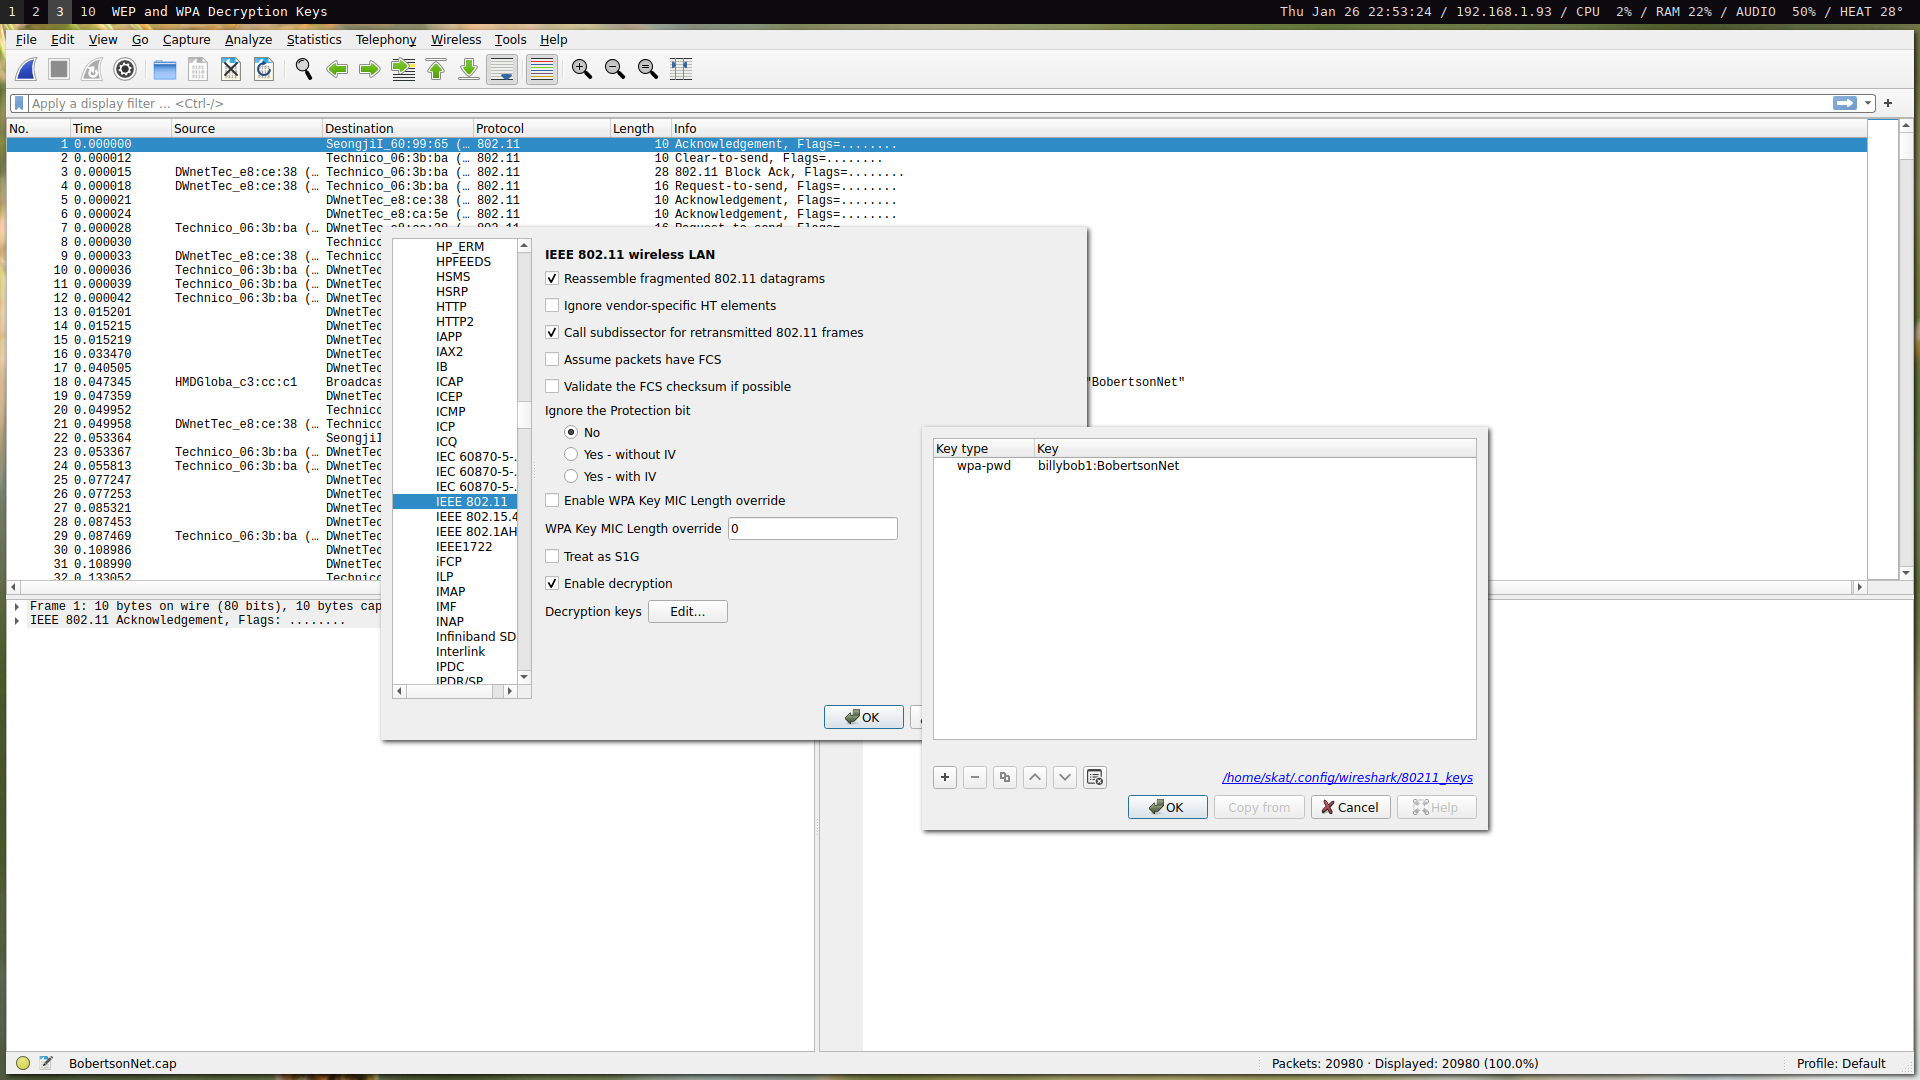 1 2 3 10 WEP and WPA Decryption Keys Thu Jan 26 22:53:24 / 192.168.1.93 / CPU 2% / RAM 22% / AUDIO 50% / HEAT 28°
File Edit View Go Capture Analyze Statistics Telephony Wireless Tools Help
Apply a display filter ... <Ctrl-/>
No. Time Source Destination Protocol Length Info
1 0.000000 SeongjiI_60:99:65 (… 802.11 10 Acknowledgement, Flags=........
2 0.000012 Technico_06:3b:ba (… 802.11 10 Clear-to-send, Flags=........
3 0.000015 DWnetTec_e8:ce:38 (… Technico_06:3b:ba (… 802.11 28 802.11 Block Ack, Flags=........
4 0.000018 DWnetTec_e8:ce:38 (… Technico_06:3b:ba (… 802.11 16 Request-to-send, Flags=........
5 0.000021 DWnetTec_e8:ce:38 (… 802.11 10 Acknowledgement, Flags=........
6 0.000024 DWnetTec_e8:ca:5e (… 802.11 10 Acknowledgement, Flags=........
7 0.000028 Technico_06:3b:ba (…
8 0.000030 Technic
9 0.000033 DWnetTec_e8:ce:38 (… Technic
10 0.000036 Technico_06:3b:ba (… DWnetTec
11 0.000039 Technico_06:3b:ba (… DWnetTec
12 0.000042 Technico_06:3b:ba (… DWnetTec
13 0.015201 DWnetTec
14 0.015215 DWnetTec
15 0.015219 DWnetTec
16 0.033470 DWnetTec
17 0.040505 DWnetTec
18 0.047345 HMDGloba_c3:cc:c1 Broadcas "BobertsonNet"
19 0.047359 DWnetTec
20 0.049952 Technico
21 0.049958 DWnetTec_e8:ce:38 (… Technico
22 0.053364 SeongjiI
23 0.053367 Technico_06:3b:ba (… DWnetTec
24 0.055813 Technico_06:3b:ba (… DWnetTec
25 0.077247 DWnetTec
26 0.077253 DWnetTec
27 0.085321 DWnetTec
28 0.087453 DWnetTec
29 0.087469 Technico_06:3b:ba (… DWnetTec
30 0.108986 DWnetTec
31 0.108990 DWnetTec
32 0.133052 Technico
Frame 1: 10 bytes on wire (80 bits), 10 bytes cap
IEEE 802.11 Acknowledgement, Flags: ........
HP_ERM
HPFEEDS
HSMS
HSRP
HTTP
HTTP2
IAPP
IAX2
IB
ICAP
ICEP
ICMP
ICP
ICQ
IEC 60870-5-
IEC 60870-5-
IEC 60870-5-
IEEE 802.11
IEEE 802.15.4
IEEE 802.1AH
IEEE1722
iFCP
ILP
IMAP
IMF
INAP
Infiniband SD
Interlink
IPDC
IPDR/SP
IEEE 802.11 wireless LAN
Reassemble fragmented 802.11 datagrams
Ignore vendor-specific HT elements
Call subdissector for retransmitted 802.11 frames
Assume packets have FCS
Validate the FCS checksum if possible
Ignore the Protection bit
No
Yes - without IV
Yes - with IV
Enable WPA Key MIC Length override
WPA Key MIC Length override 0
Treat as S1G
Enable decryption
Decryption keys Edit…
OK
Key type Key
wpa-pwd billybob1:BobertsonNet
/home/skat/.config/wireshark/80211_keys
OK Copy from Cancel Help
BobertsonNet.cap Packets: 20980 · Displayed: 20980 (100.0%) Profile: Default